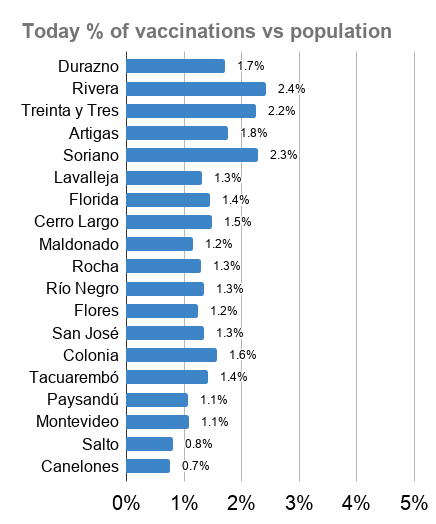 Today % of vaccinations vs population
Durazno 1.7%
Rivera 2.4%
Treinta y Tres 2.2%
Artigas 1.8%
Soriano 2.3%
Lavalleja 1.3%
Florida 1.4%
Cerro Largo 1.5%
Maldonado 1.2%
Rocha 1.3%
Río Negro 1.3%
Flores 1.2%
San José 1.3%
Colonia 1.6%
Tacuarembó 1.4%
Paysandú 1.1%
Montevideo 1.1%
Salto 0.8%
Canelones 0.7%
0% 1% 2% 3% 4% 5%